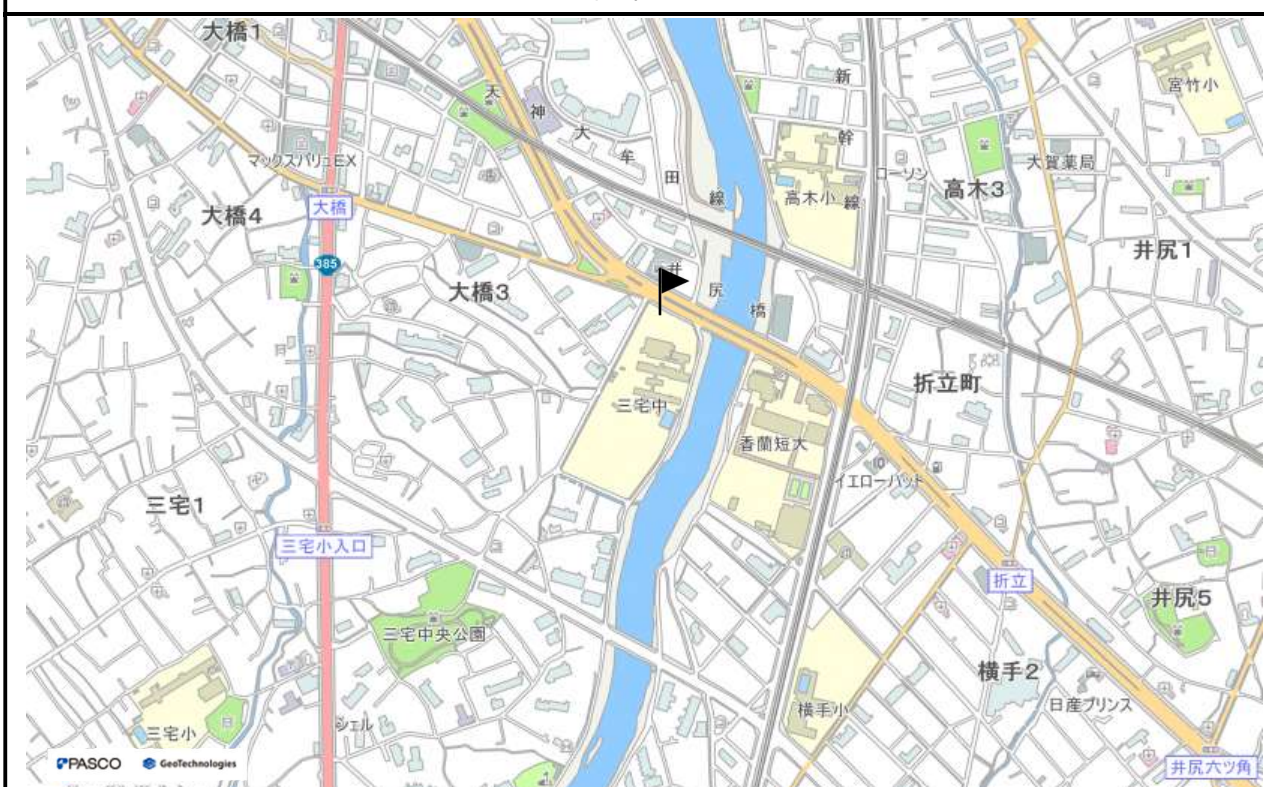 大橋1
宮竹小
新幹線
天神大牟田線
マックスバリュEX
ローソン
大賀薬局
高木3
高木小
大橋4
大橋
井尻1
385
大橋3
井尻橋
折立町
三宅中
香蘭短大
イエローハット
三宅1
三宅小入口
折立
井尻5
三宅中央公園
横手2
日産プリンス
横手小
シェル
三宅小
井尻六ツ角
PASCO
GeoTechnologies